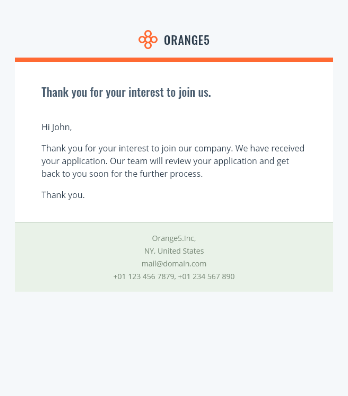 ORANGE5
Thank you for your interest to join us.
Hi John,
Thank you for your interest to join our company. We have received
your application. Our team will review your application and get
back to you soon for the further process.
Thank you.
Orange5.Inc.
NY, United States
mail@domain.com
+01 123 456 7879, +01 234 567 890